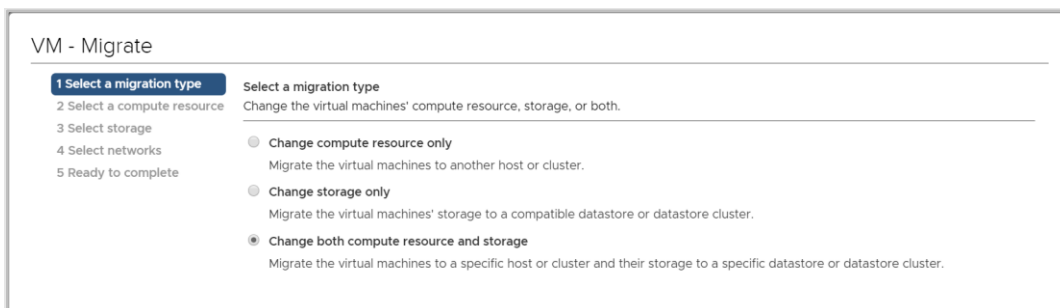 VM - Migrate
1 Select a migration type
2 Select a compute resource
3 Select storage
4 Select networks
5 Ready to complete
Select a migration type
Change the virtual machines' compute resource, storage, or both.
Change compute resource only
Migrate the virtual machines to another host or cluster.
Change storage only
Migrate the virtual machines' storage to a compatible datastore or datastore cluster.
Change both compute resource and storage
Migrate the virtual machines to a specific host or cluster and their storage to a specific datastore or datastore cluster.